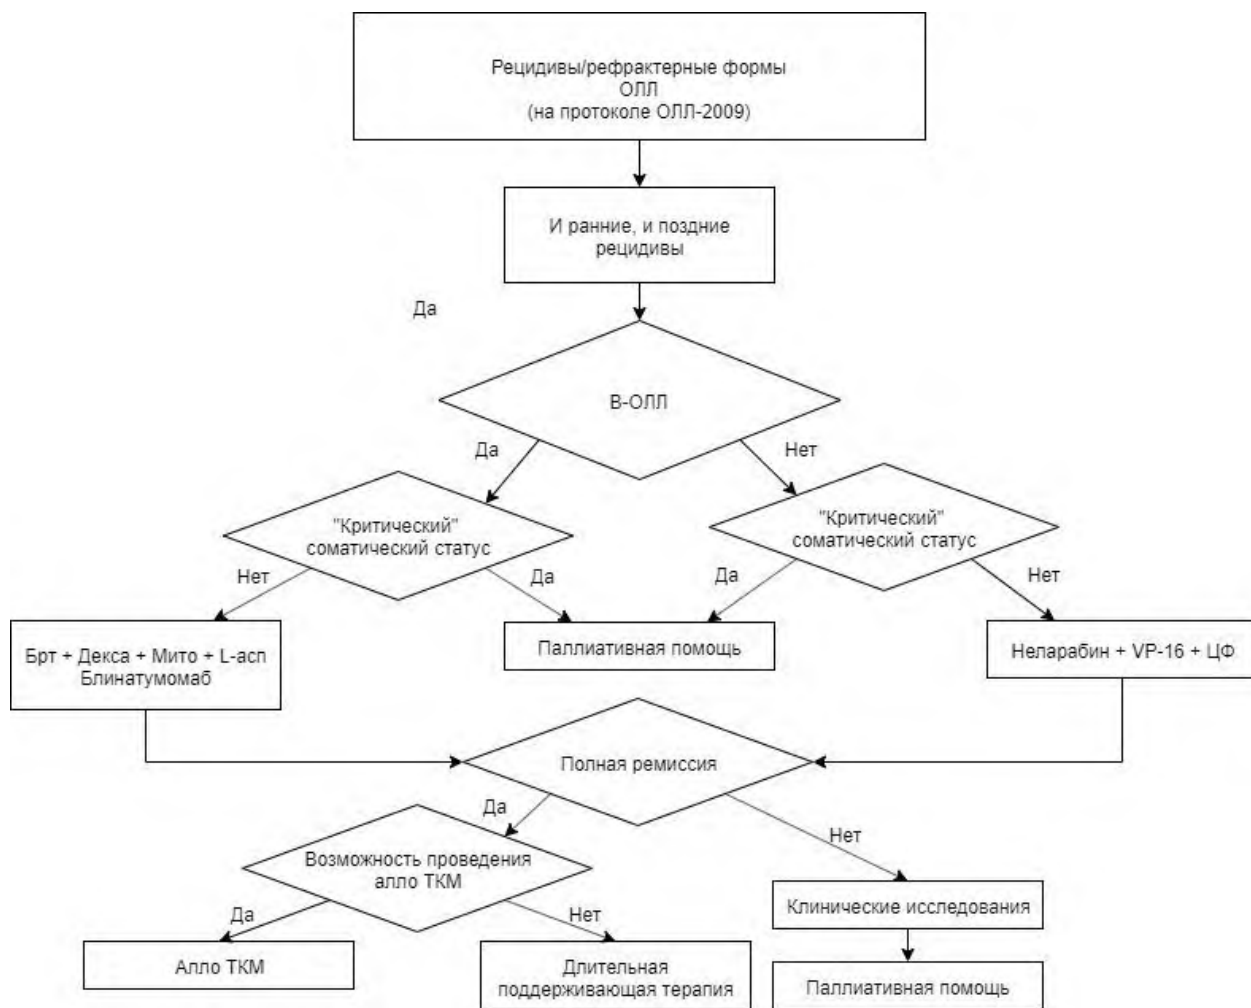 Рецидивы/рефрактерные формы
ОЛЛ
(на протоколе ОЛЛ-2009)
И ранние, и поздние
рецидивы
Да
В-ОЛЛ
Да
Нет
"Критический"
соматический статус
"Критический"
соматический статус
Нет
Да
Да
Нет
Брт + Декса + Мито + L-асп
Блинатумомаб
Паллиативная помощь
Неларабин + VP-16 + ЦФ
Полная ремиссия
Да
Нет
Возможность проведения
алло ТКМ
Да
Нет
Клинические исследования
Алло ТКМ
Длительная
поддерживающая терапия
Паллиативная помощь